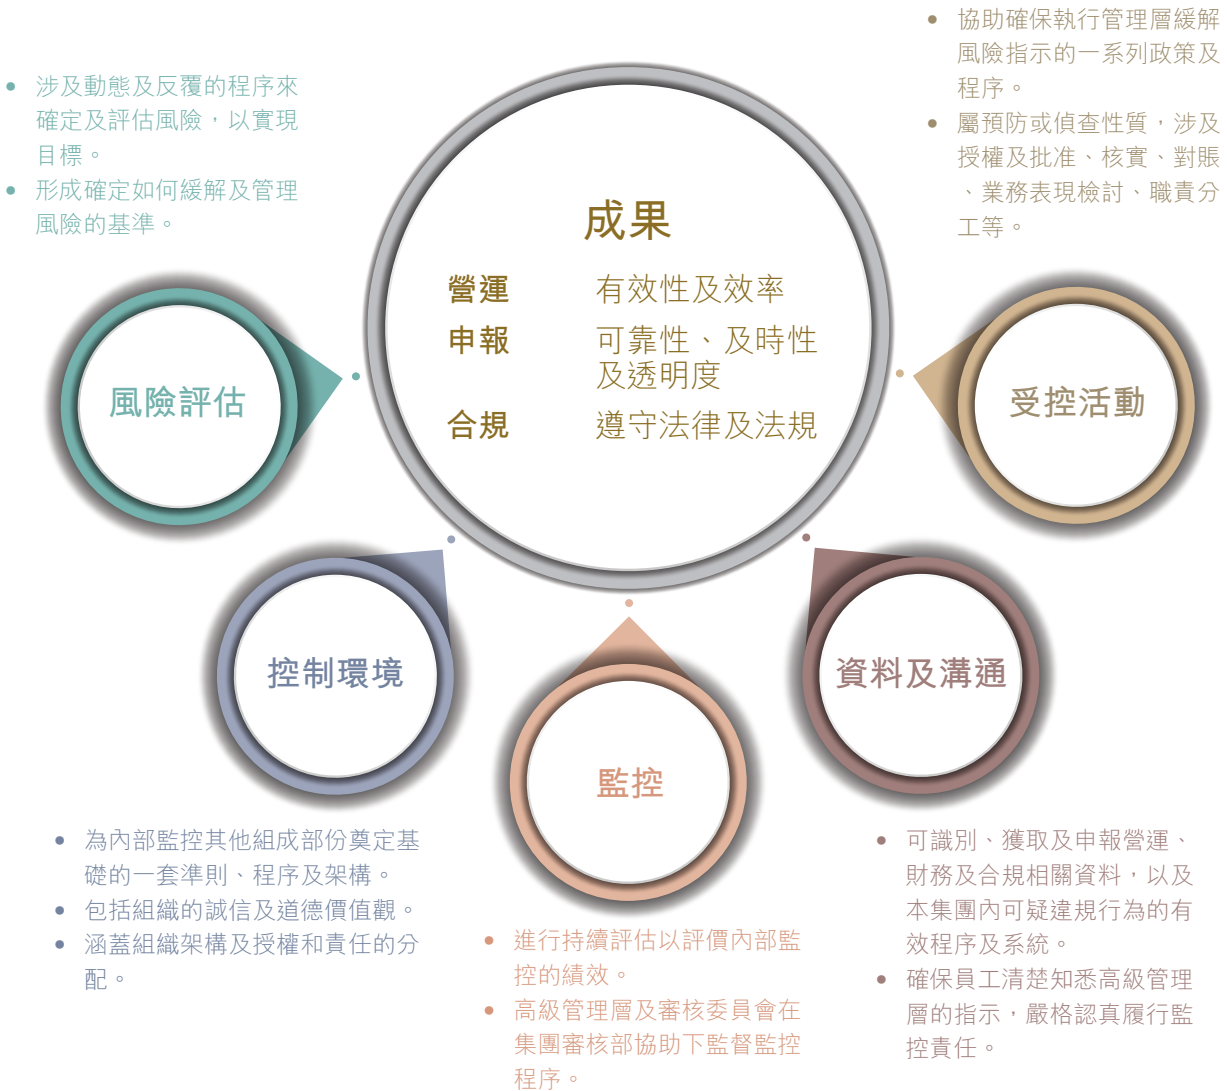 涉及動態及反覆的程序來
確定及評估風險，以實現
目標。
形成確定如何緩解及管理
風險的基準。
風險評估
成果
營運 有效性及效率
申報 可靠性、及時性
及透明度
合規 遵守法律及法規
協助確保執行管理層緩解
風險指示的一系列政策及
程序。
屬預防或偵查性質，涉及
授權及批准、核實、對賬
、業務表現檢討、職責分
工等。
受控活動
控制環境
為內部監控其他組成部份奠定基
礎的一套準則、程序及架構。
包括組織的誠信及道德價值觀。
涵蓋組織架構及授權和責任的分
配。
監控
進行持續評估以評價內部監
控的績效。
高級管理層及審核委員會在
集團審核部協助下監督監控
程序。
資料及溝通
可識別、獲取及申報營運、
財務及合規相關資料，以及
本集團內可疑違規行為的有
效程序及系統。
確保員工清楚知悉高級管理
層的指示，嚴格認真履行監
控責任。